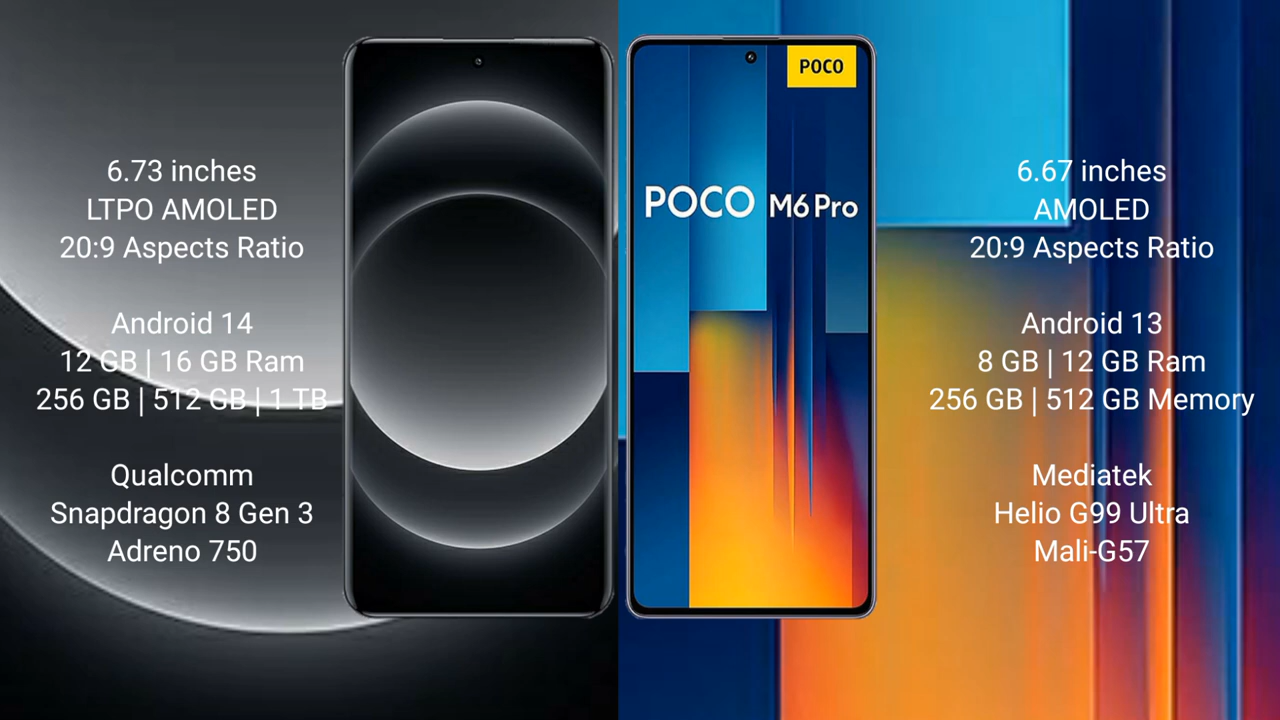 6.73 inches
LTPO AMOLED
20:9 Aspects Ratio
Android 14
12 GB | 16 GB Ram
256 GB | 512 GB | 1 TB
Qualcomm
Snapdragon 8 Gen 3
Adreno 750
POCO
POCO M6 Pro
6.67 inches
AMOLED
20:9 Aspects Ratio
Android 13
8 GB | 12 GB Ram
256 GB | 512 GB Memory
Mediatek
Helio G99 Ultra
Mali-G57